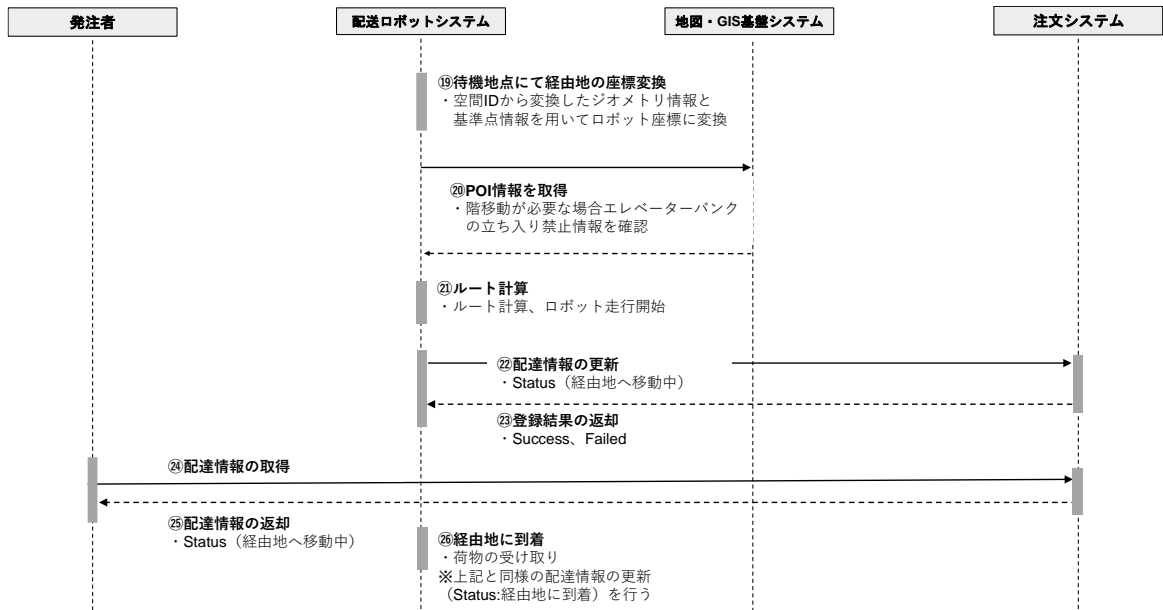 発注者
配送ロボットシステム
地図・GIS基盤システム
注文システム
⑲待機地点にて経由地の座標変換
・空間IDから変換したジオメトリ情報と
基準点情報を用いてロボット座標に変換
⑳POI情報を取得
・階移動が必要な場合エレベーターバンク
の立ち入り禁止情報を確認
㉑ルート計算
・ルート計算、ロボット走行開始
㉒配達情報の更新
・Status（経由地へ移動中）
㉓登録結果の返却
・Success、Failed
㉔配達情報の取得
㉕配達情報の返却
・Status（経由地へ移動中）
㉖経由地に到着
・荷物の受け取り
※上記と同様の配達情報の更新
（Status:経由地に到着）を行う